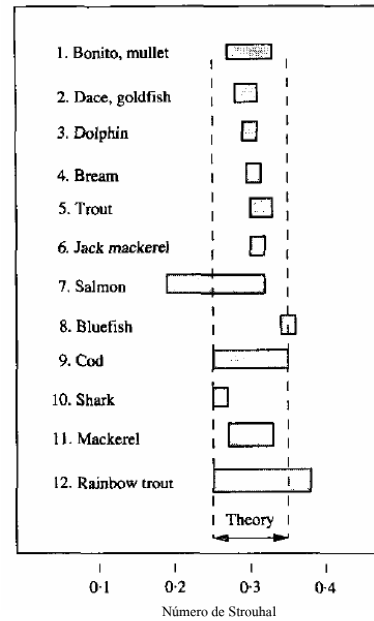 1. Bonito, mullet
2. Dace, goldfish
3. Dolphin
4. Bream
5. Trout
6. Jack mackerel
7. Salmon
8. Bluefish
9. Cod
10. Shark
11. Mackerel
12. Rainbow trout
Theory
0·1 0·2 0·3 0·4
Número de Strouhal